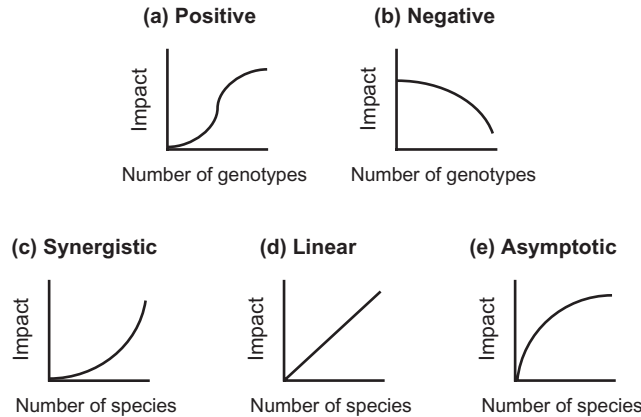 (a) Positive
(b) Negative
Impact
Impact
Number of genotypes
Number of genotypes
(c) Synergistic
(d) Linear
(e) Asymptotic
Impact
Impact
Impact
Number of species
Number of species
Number of species